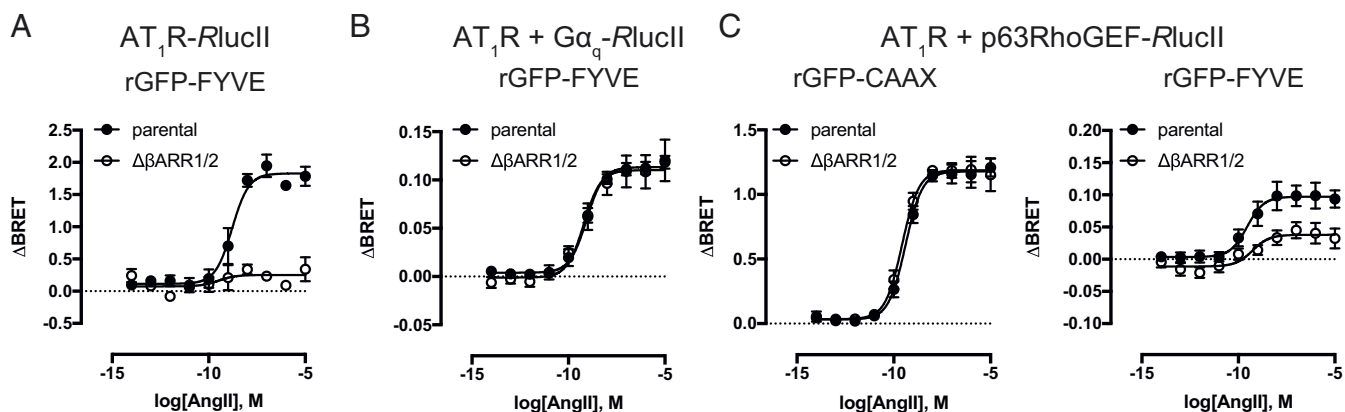 A
AT₁R-RlucII
rGFP-FYVE
parental
ΔβARR1/2
2.5
2.0
1.5
1.0
0.5
0.0
-0.5
ΔBRET
-15
-10
-5
log[AngII], M
B
AT₁R + Gαq-RlucII
rGFP-FYVE
parental
ΔβARR1/2
0.15
0.10
0.05
0.00
-0.05
ΔBRET
-15
-10
-5
log[AngII], M
C
AT₁R + p63RhoGEF-RlucII
rGFP-CAAX
parental
ΔβARR1/2
1.5
1.0
0.5
0.0
ΔBRET
-15
-10
-5
log[AngII], M
rGFP-FYVE
parental
ΔβARR1/2
0.20
0.15
0.10
0.05
0.00
-0.05
-0.10
ΔBRET
-15
-10
-5
log[AngII], M